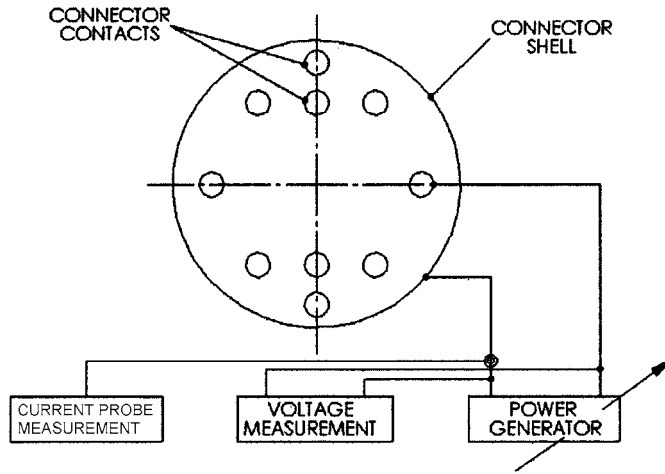 CONNECTOR
CONTACTS
CONNECTOR
SHELL
CURRENT PROBE
MEASUREMENT
VOLTAGE
MEASUREMENT
POWER
GENERATOR